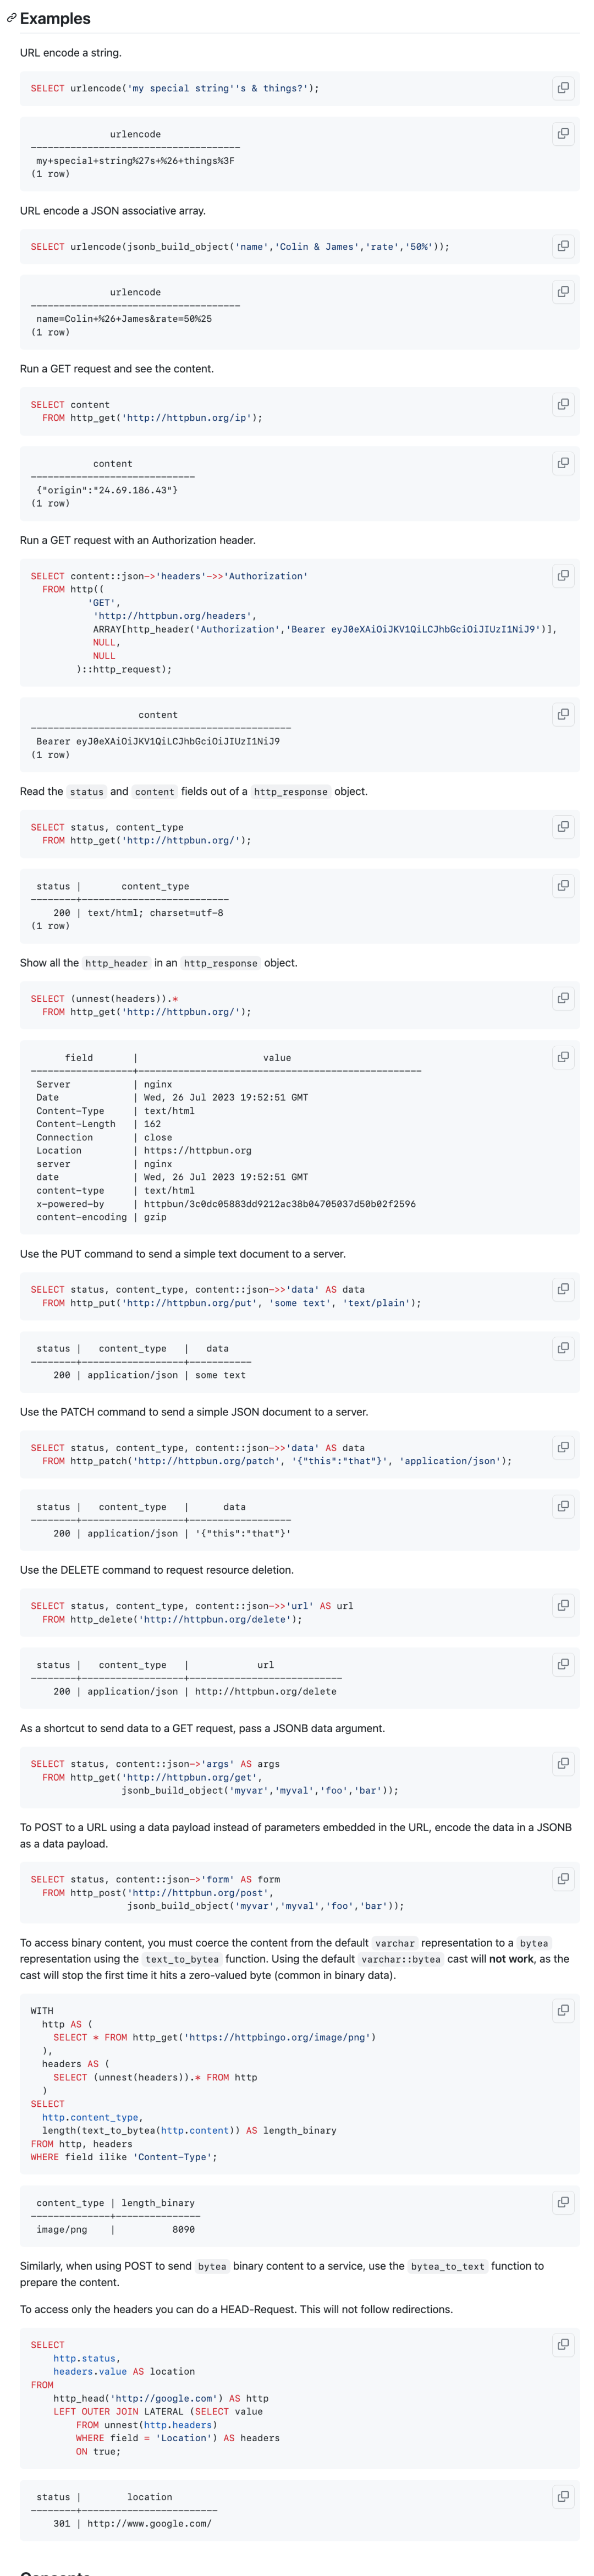 Examples
URL encode a string.
SELECT urlencode('my special string''s & things?');
urlencode
-------------------------------------
my+special+string%27s+%26+things%3F
(1 row)
URL encode a JSON associative array.
SELECT urlencode(jsonb_build_object('name','Colin & James','rate','50%'));
urlencode
-------------------------------------
name=Colin+%26+James&rate=50%25
(1 row)
Run a GET request and see the content.
SELECT content
FROM http_get('http://httpbun.org/ip');
content
-----------------------------
{"origin":"24.69.186.43"}
(1 row)
Run a GET request with an Authorization header.
SELECT content::json->'headers'->>'Authorization'
FROM http((
'GET',
'http://httpbun.org/headers',
ARRAY[http_header('Authorization','Bearer eyJ0eXAiOiJKV1QiLCJhbGciOiJIUzI1NiJ9')],
NULL,
NULL
)::http_request);
content
----------------------------------------------
Bearer eyJ0eXAiOiJKV1QiLCJhbGciOiJIUzI1NiJ9
(1 row)
Read the status and content fields out of a http_response object.
SELECT status, content_type
FROM http_get('http://httpbun.org/');
status | content_type
--------+--------------------------
200 | text/html; charset=utf-8
(1 row)
Show all the http_header in an http_response object.
SELECT (unnest(headers)).*
FROM http_get('http://httpbun.org/');
field | value
------------------+--------------------------------------------------
Server | nginx
Date | Wed, 26 Jul 2023 19:52:51 GMT
Content-Type | text/html
Content-Length | 162
Connection | close
Location | https://httpbun.org
server | nginx
date | Wed, 26 Jul 2023 19:52:51 GMT
content-type | text/html
x-powered-by | httpbun/3c0dc05883dd9212ac38b04705037d50b02f2596
content-encoding | gzip
Use the PUT command to send a simple text document to a server.
SELECT status, content_type, content::json->>'data' AS data
FROM http_put('http://httpbun.org/put', 'some text', 'text/plain');
status | content_type | data
--------+------------------+-----------
200 | application/json | some text
Use the PATCH command to send a simple JSON document to a server.
SELECT status, content_type, content::json->>'data' AS data
FROM http_patch('http://httpbun.org/patch', '{"this":"that"}', 'application/json');
status | content_type | data
--------+------------------+------------------
200 | application/json | '{"this":"that"}'
Use the DELETE command to request resource deletion.
SELECT status, content_type, content::json->>'url' AS url
FROM http_delete('http://httpbun.org/delete');
status | content_type | url
--------+------------------+---------------------------
200 | application/json | http://httpbun.org/delete
As a shortcut to send data to a GET request, pass a JSONB data argument.
SELECT status, content::json->'args' AS args
FROM http_get('http://httpbun.org/get',
jsonb_build_object('myvar','myval','foo','bar'));
To POST to a URL using a data payload instead of parameters embedded in the URL, encode the data in a JSONB
as a data payload.
SELECT status, content::json->'form' AS form
FROM http_post('http://httpbun.org/post',
jsonb_build_object('myvar','myval','foo','bar'));
To access binary content, you must coerce the content from the default varchar representation to a bytea
representation using the text_to_bytea function. Using the default varchar::bytea cast will not work, as the
cast will stop the first time it hits a zero-valued byte (common in binary data).
WITH
http AS (
SELECT * FROM http_get('https://httpbingo.org/image/png')
),
headers AS (
SELECT (unnest(headers)).* FROM http
)
SELECT
http.content_type,
length(text_to_bytea(http.content)) AS length_binary
FROM http, headers
WHERE field ilike 'Content-Type';
content_type | length_binary
--------------+---------------
image/png | 8090
Similarly, when using POST to send bytea binary content to a service, use the bytea_to_text function to
prepare the content.
To access only the headers you can do a HEAD-Request. This will not follow redirections.
SELECT
http.status,
headers.value AS location
FROM
http_head('http://google.com') AS http
LEFT OUTER JOIN LATERAL (SELECT value
FROM unnest(http.headers)
WHERE field = 'Location') AS headers
ON true;
status | location
--------+------------------------
301 | http://www.google.com/